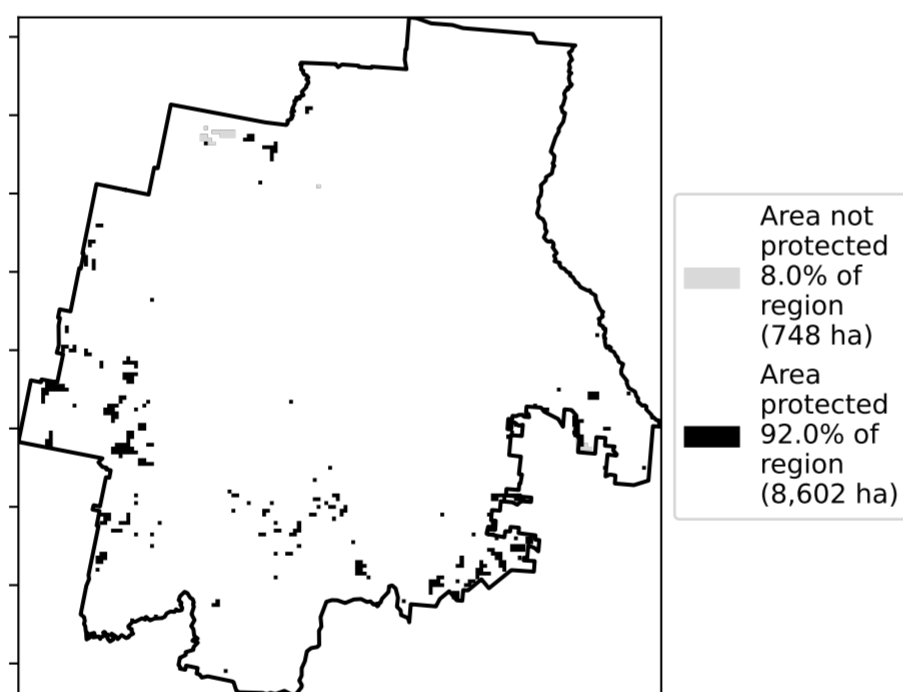 Area not
protected
8.0% of
region
(748 ha)
Area
protected
92.0% of
region
(8,602 ha)